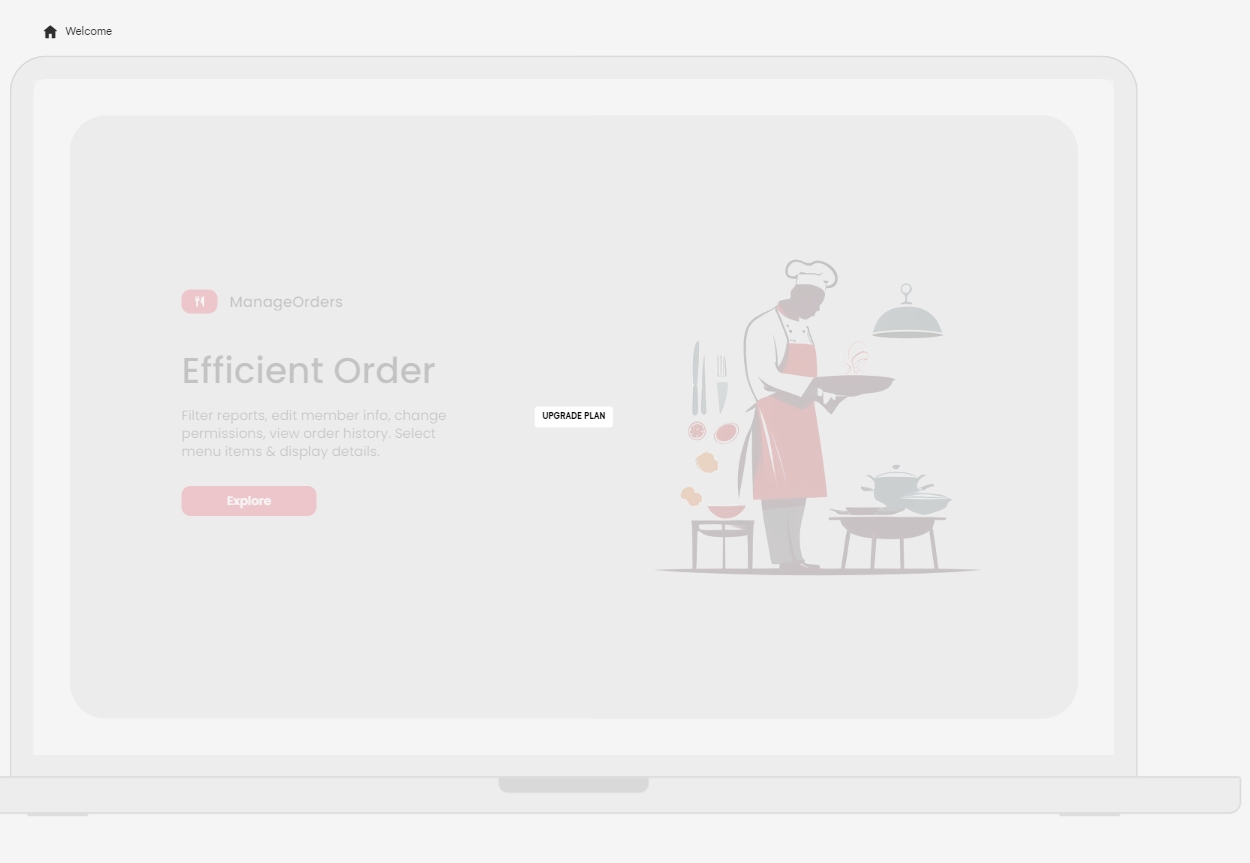 Welcome
ManageOrders
Efficient Order
Filter reports, edit member info, change
permissions, view order history. Select
menu items & display details.
UPGRADE PLAN
Explore